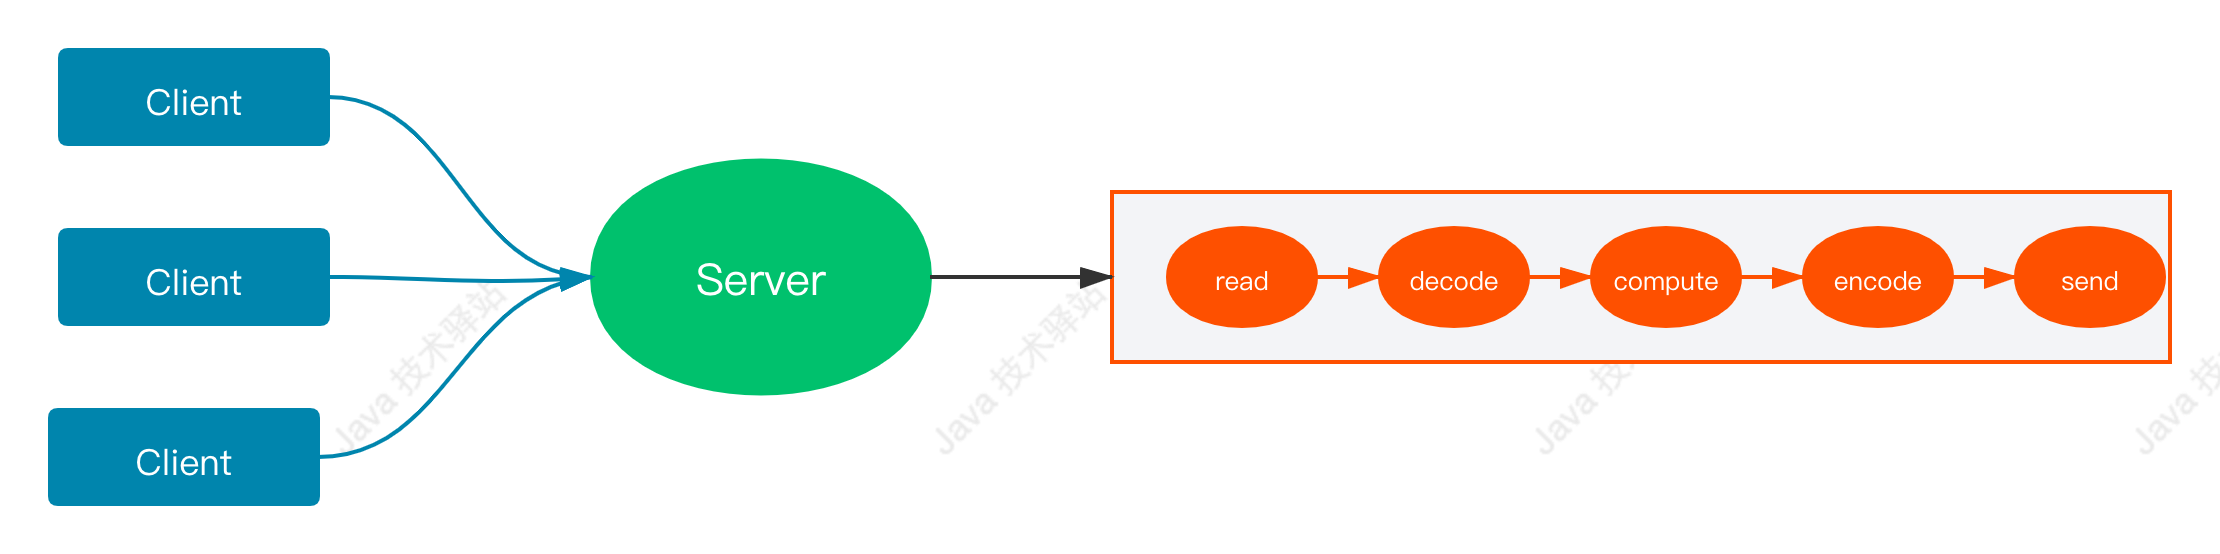 Client
Client
Client
Server
read
decode
compute
encode
send
Java 技术驿站
Java 技术驿站
Java 技
Java 技